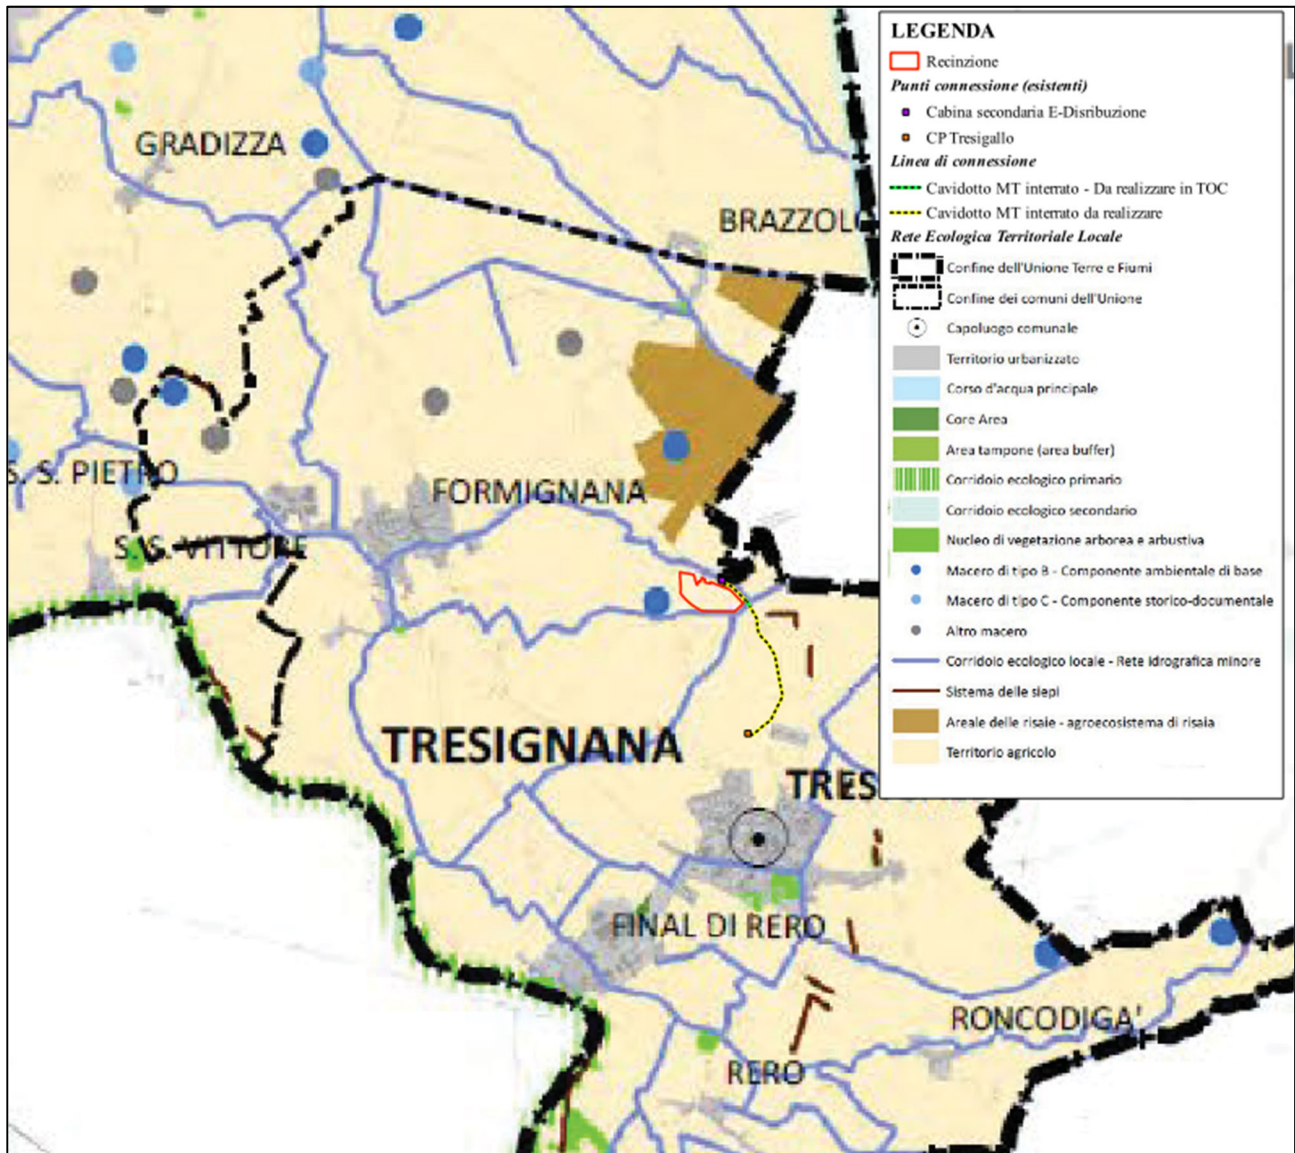 LEGENDA
Recinzione
Punti connessione (esistenti)
Cabina secondaria E-Disribuzione
CP Tresigallo
Linea di connessione
Cavidotto MT interrato - Da realizzare in TOC
Cavidotto MT interrato da realizzare
Rete Ecologica Territoriale Locale
Confine dell'Unione Terre e Fiumi
Confine dei comuni dell'Unione
Capoluogo comunale
Territorio urbanizzato
Corso d'acqua principale
Core Area
Area tampone (area buffer)
Corridoio ecologico primario
Corridoio ecologico secondario
Nucleo di vegetazione arborea e arbustiva
Macero di tipo B - Componente ambientale di base
Macero di tipo C - Componente storico-documentale
Altro macero
Corridoio ecologico locale - Rete idrografica minore
Sistema delle siepi
Areale delle risaie - agroecosistema di risaia
Territorio agricolo
GRADIZZA
BRAZZOLO
S. S. PIETRO
FORMIGNANA
S. S. VITTORE
TRESIGNANA
TRES
FINAL DI RERO
RONCODIGA'
RERO